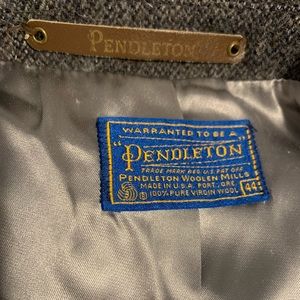 PENDLETON
WARRANTED TO BE A
"PENDLETON
TRADE MARK REG. U.S. PAT. OFF.
PENDLETON WOOLEN MILLS
MADE IN U.S.A. PORT. ORE.
100% PURE VIRGIN WOOL 44